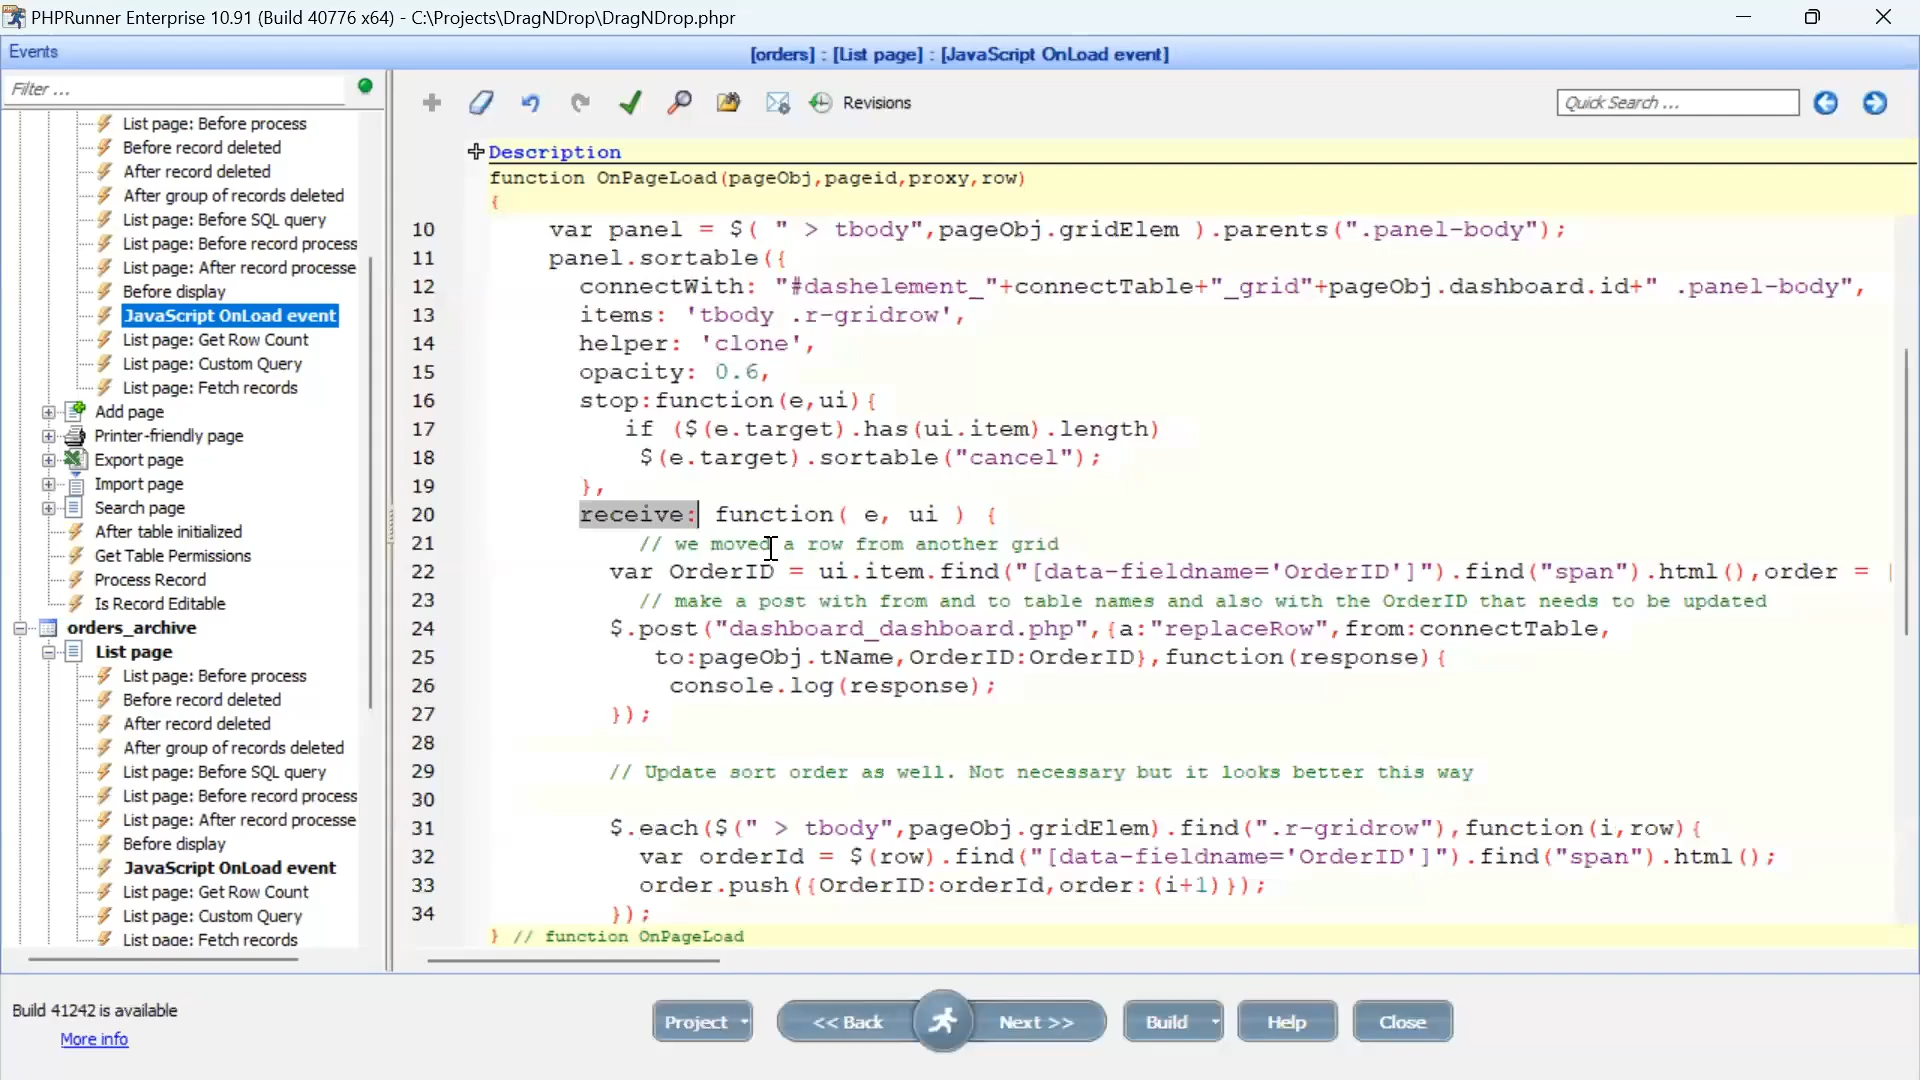 PHPRunner Enterprise 10.91 (Build 40776 x64) - C:\Projects\DragNDrop\DragNDrop.phpr
Events
[orders] : [List page] : [JavaScript OnLoad event]
Filter ...
Revisions
Quick Search ...
List page: Before process
Before record deleted
After record deleted
After group of records deleted
List page: Before SQL query
List page: Before record process
List page: After record processe
Before display
JavaScript OnLoad event
List page: Get Row Count
List page: Custom Query
List page: Fetch records
Add page
Printer-friendly page
Export page
Import page
Search page
After table initialized
Get Table Permissions
Process Record
Is Record Editable
orders_archive
List page
List page: Before process
Before record deleted
After record deleted
After group of records deleted
List page: Before SQL query
List page: Before record process
List page: After record processe
Before display
JavaScript OnLoad event
List page: Get Row Count
List page: Custom Query
List page: Fetch records
Description
function OnPageLoad(pageObj,pageid,proxy,row)
{
10 var panel = $( " > tbody",pageObj.gridElem ).parents(".panel-body");
11 panel.sortable({
12 connectWith: "#dashelement_"+connectTable+"_grid"+pageObj.dashboard.id+" .panel-body",
13 items: 'tbody .r-gridrow',
14 helper: 'clone',
15 opacity: 0.6,
16 stop:function(e,ui){
17 if ($(e.target).has(ui.item).length)
18 $(e.target).sortable("cancel");
19 },
20 receive: function( e, ui ) {
21 // we moved a row from another grid
22 var OrderID = ui.item.find("[data-fieldname='OrderID']").find("span").html(),order =
23 // make a post with from and to table names and also with the OrderID that needs to be updated
24 $.post("dashboard_dashboard.php",{a:"replaceRow",from:connectTable,
25 to:pageObj.tName,OrderID:OrderID},function(response){
26 console.log(response);
27 });
28
29 // Update sort order as well. Not necessary but it looks better this way
30
31 $.each($(" > tbody",pageObj.gridElem).find(".r-gridrow"),function(i,row){
32 var orderId = $(row).find("[data-fieldname='OrderID']").find("span").html();
33 order.push({OrderID:orderId,order:(i+1)});
34 });
} // function OnPageLoad
Build 41242 is available
More info
Project
<< Back
Next >>
Build
Help
Close